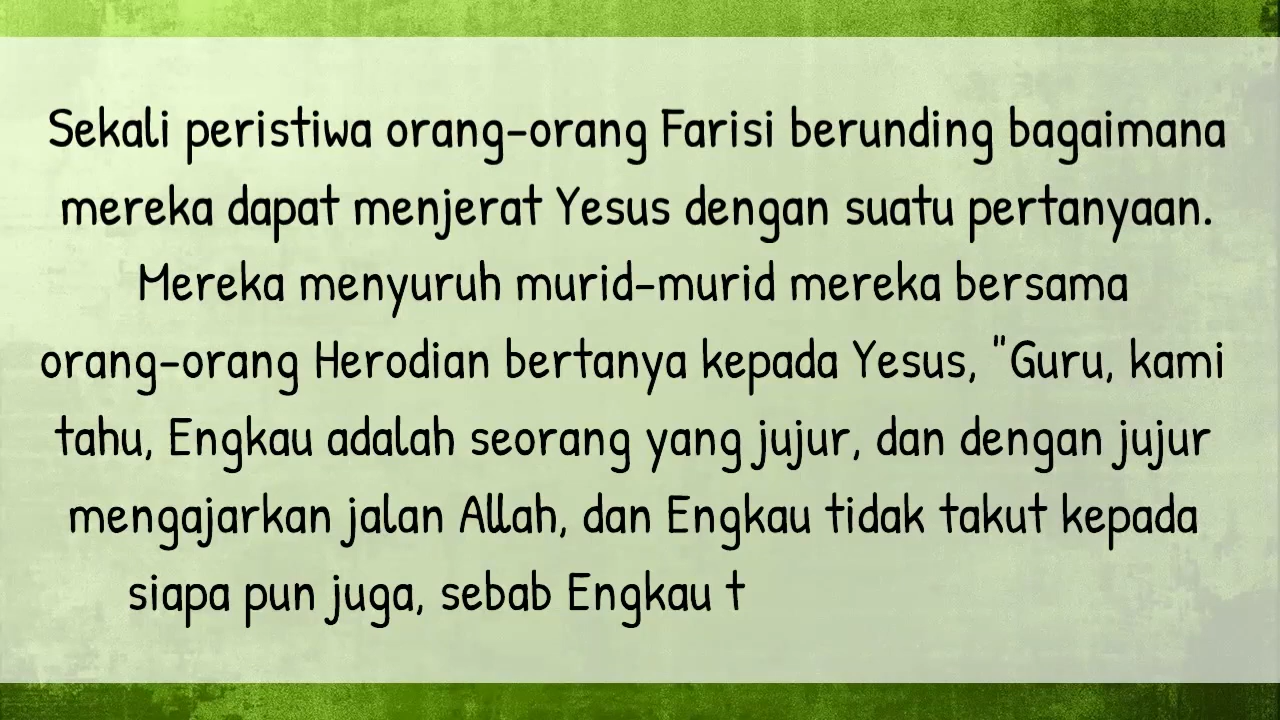 Sekali peristiwa orang-orang Farisi berunding bagaimana
mereka dapat menjerat Yesus dengan suatu pertanyaan.
Mereka menyuruh murid-murid mereka bersama
orang-orang Herodian bertanya kepada Yesus, "Guru, kami
tahu, Engkau adalah seorang yang jujur, dan dengan jujur
mengajarkan jalan Allah, dan Engkau tidak takut kepada
siapa pun juga, sebab Engkau t